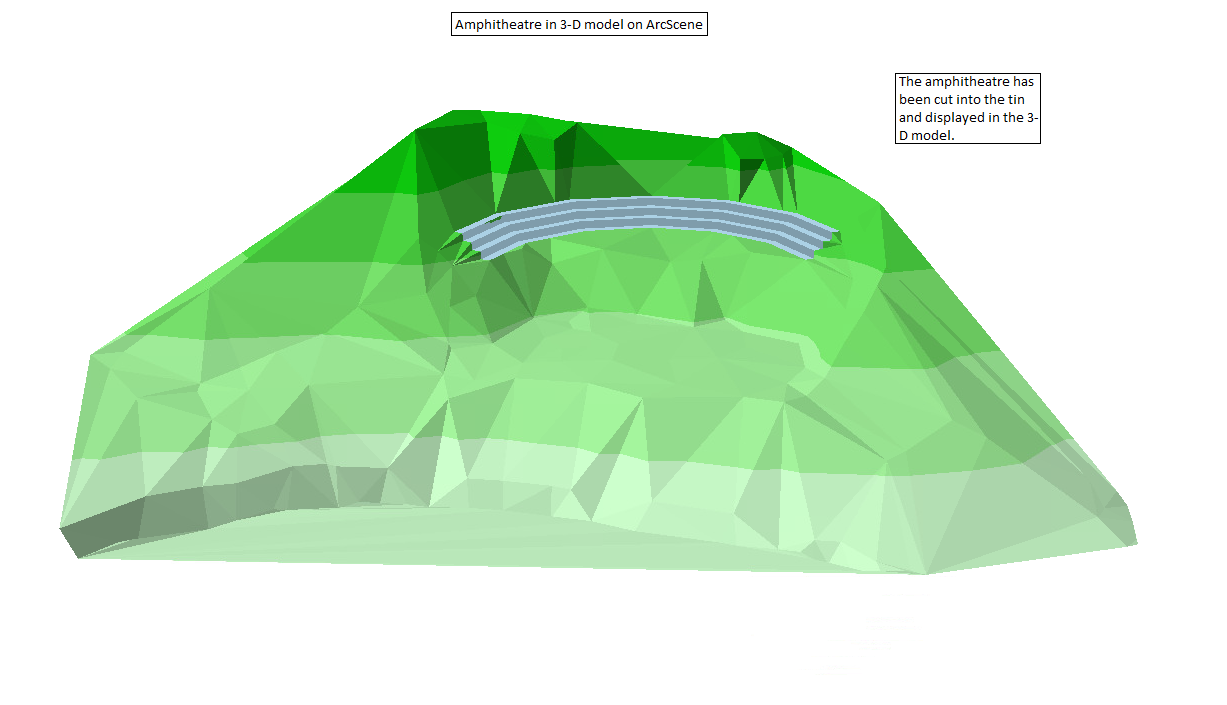 Amphitheatre in 3-D model on ArcScene
The amphitheatre has
been cut into the tin
and displayed in the 3-
D model.